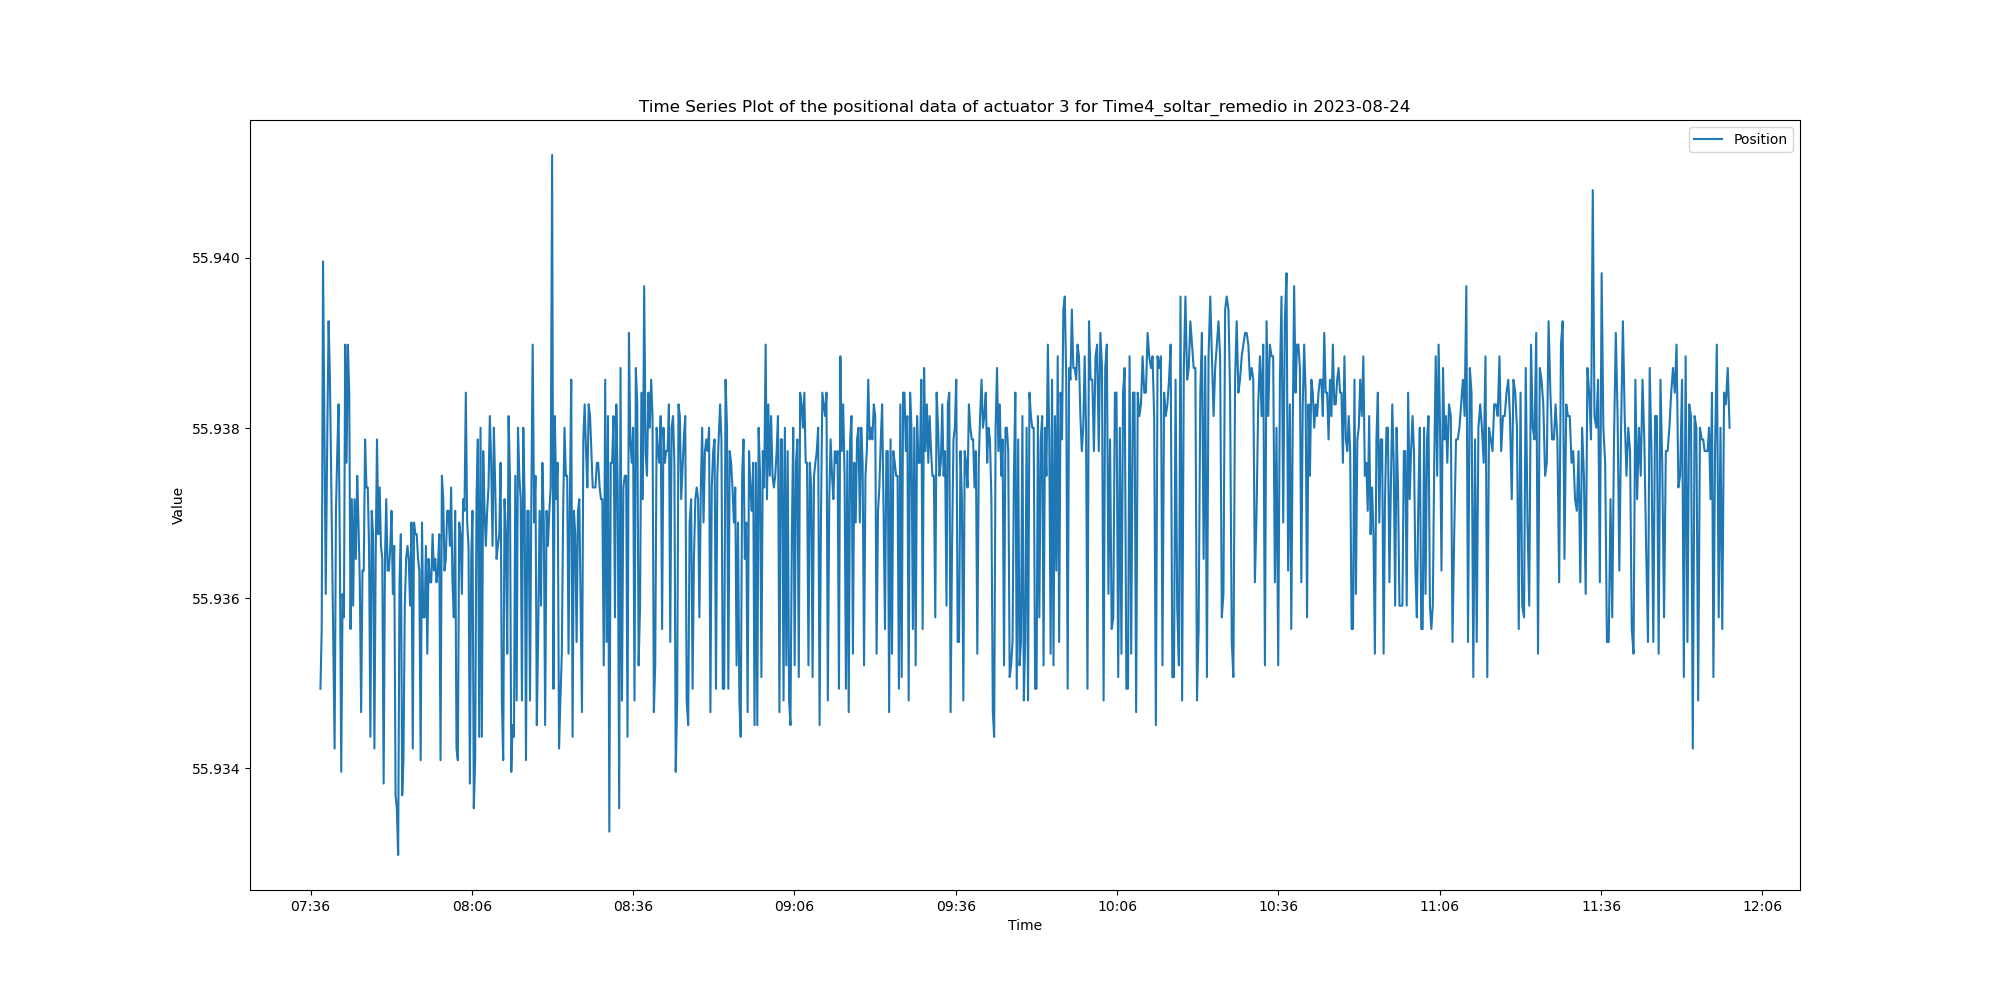 Time Series Plot of the positional data of actuator 3 for Time4_soltar_remedio in 2023-08-24
Position
55.940
55.938
55.936
55.934
Value
07:36 08:06 08:36 09:06 09:36 10:06 10:36 11:06 11:36 12:06
Time